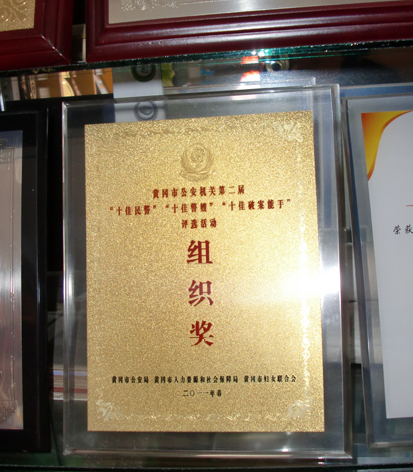 黄冈市公安机关第二届
“十佳民警”“十佳警嫂”“十佳破案能手”
评选活动
组
织
奖
黄冈市公安局 黄冈市人力资源和社会保障局 黄冈市妇女联合会
二〇一一年春
荣获